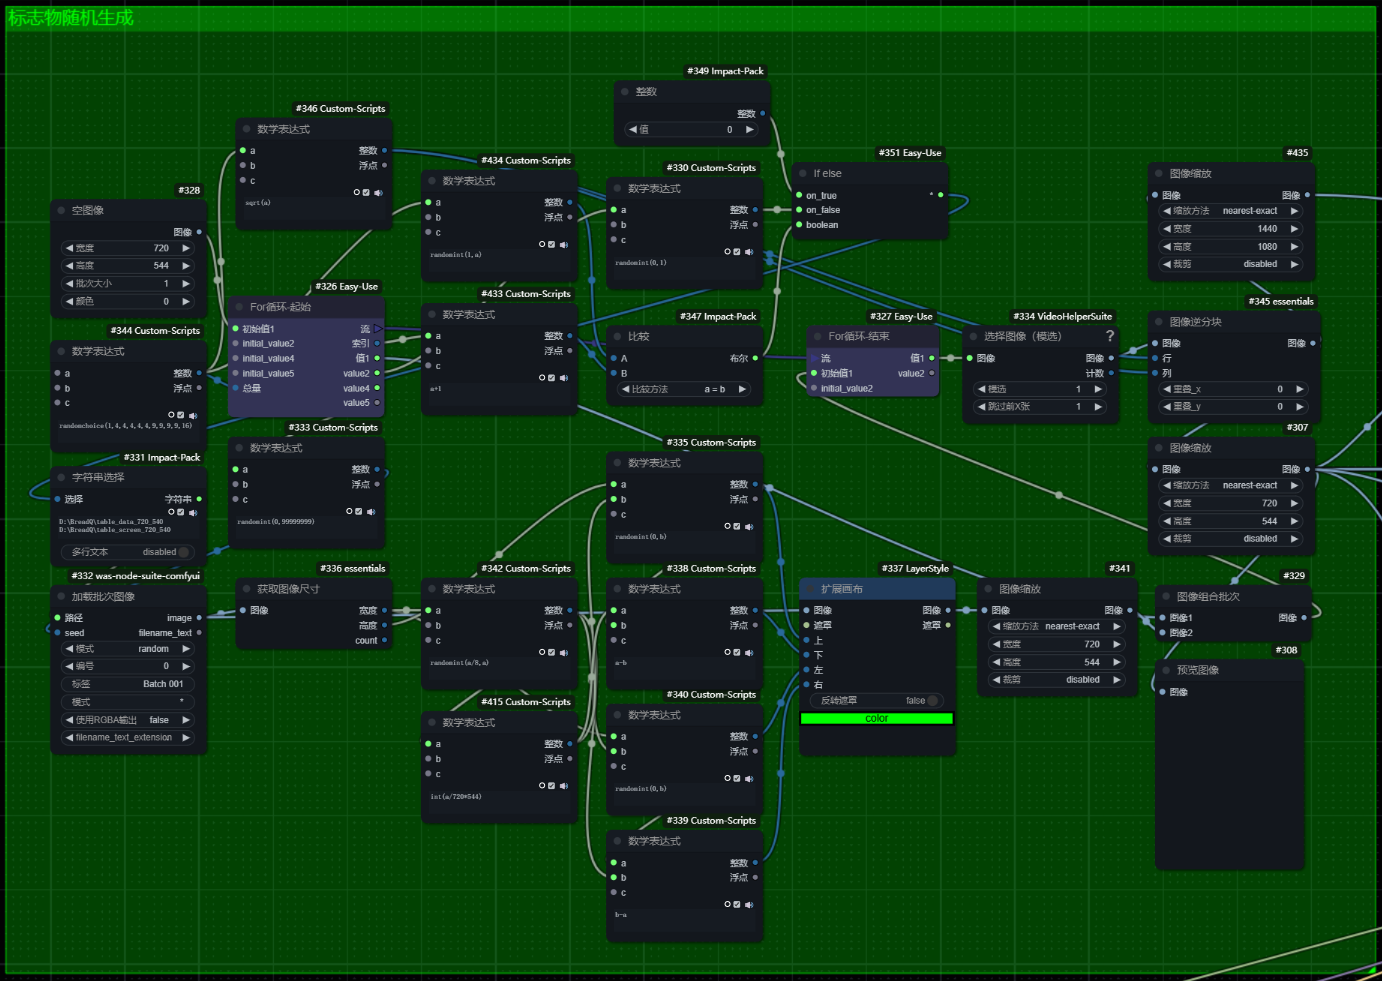 标志物随机生成
#328
空图像
图像
宽度 720
高度 544
批次大小 1
颜色 0
#344 Custom-Scripts
数学表达式
a 整数
b 浮点
c
randomchoice(1,4,4,4,4,4,9,9,9,9,16)
#331 Impact-Pack
字符串选择
选择 字符串
D:\BreadQ\table_data_720_540
D:\BreadQ\table_screen_720_540
多行文本 disabled
#332 was-node-suite-comfyui
加载批次图像
路径 image
seed filename_text
模式 random
编号 0
标签 Batch 001
模式 *
使用RGBA输出 false
filename_text_extension
#346 Custom-Scripts
数学表达式
a 整数
b 浮点
c
sqrt(a)
#326 Easy-Use
For循环-起始
初始值1 流
initial_value2 索引
initial_value4 值1
initial_value5 value2
总量 value4
value5
#333 Custom-Scripts
数学表达式
a 整数
b 浮点
c
randomint(0,99999999)
#336 essentials
获取图像尺寸
图像 宽度
高度
count
#434 Custom-Scripts
数学表达式
a 整数
b 浮点
c
randomint(1,a)
#433 Custom-Scripts
数学表达式
a 整数
b 浮点
c
a+1
#342 Custom-Scripts
数学表达式
a 整数
b 浮点
c
randomint(a/8,a)
#415 Custom-Scripts
数学表达式
a 整数
b 浮点
c
int(a/720*544)
#349 Impact-Pack
整数
整数
值 0
#330 Custom-Scripts
数学表达式
a 整数
b 浮点
c
randomint(0,1)
#347 Impact-Pack
比较
A 布尔
B
比较方法 a = b
#335 Custom-Scripts
数学表达式
a 整数
b 浮点
c
randomint(0,b)
#338 Custom-Scripts
数学表达式
a 整数
b 浮点
c
a-b
#340 Custom-Scripts
数学表达式
a 整数
b 浮点
c
randomint(0,b)
#339 Custom-Scripts
数学表达式
a 整数
b 浮点
c
b-a
#351 Easy-Use
If else
on_true *
on_false
boolean
#327 Easy-Use
For循环-结束
流 值1
初始值1 value2
initial_value2
#337 LayerStyle
扩展画布
图像 图像
遮罩 遮罩
上
下
左
右
反转遮罩 false
color
#334 VideoHelperSuite
选择图像（模选） ?
图像 图像
计数
模选 1
跳过前X张 1
#341
图像缩放
图像 图像
缩放方法 nearest-exact
宽度 720
高度 544
裁剪 disabled
#435
图像缩放
图像 图像
缩放方法 nearest-exact
宽度 1440
高度 1080
裁剪 disabled
#345 essentials
图像逆分块
图像 图像
行
列
重叠_x 0
重叠_y 0
#307
图像缩放
图像 图像
缩放方法 nearest-exact
宽度 720
高度 544
裁剪 disabled
#329
图像组合批次
图像1 图像
图像2
#308
预览图像
图像